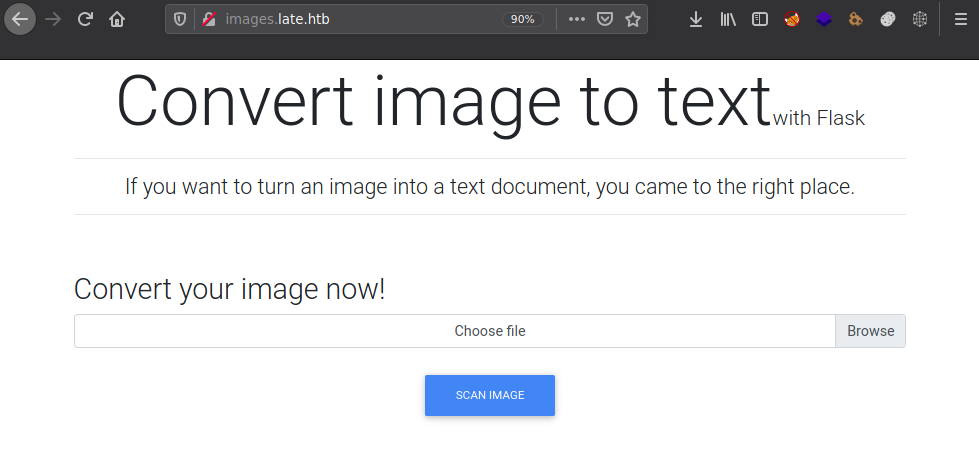 images.late.htb 90%
Convert image to text with Flask
If you want to turn an image into a text document, you came to the right place.
Convert your image now!
Choose file Browse
SCAN IMAGE